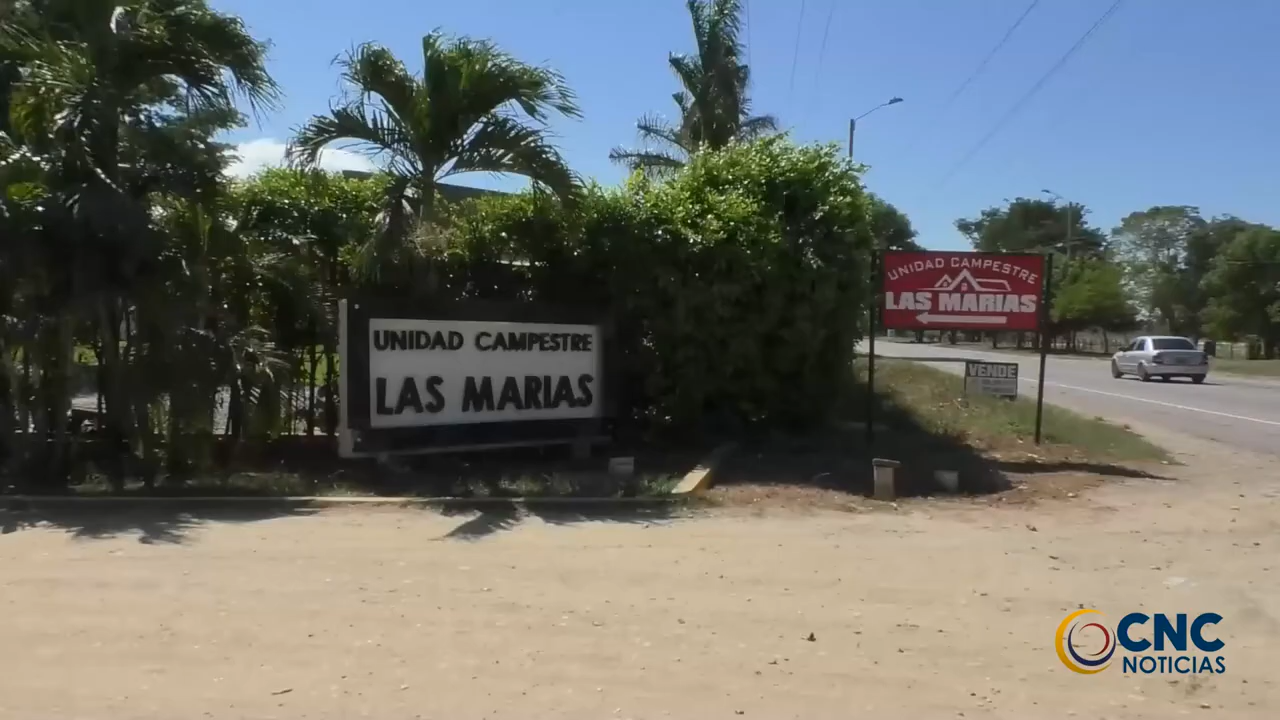 UNIDAD CAMPESTRE
LAS MARIAS
UNIDAD CAMPESTRE
LAS MARIAS
VENDE
CNC
NOTICIAS